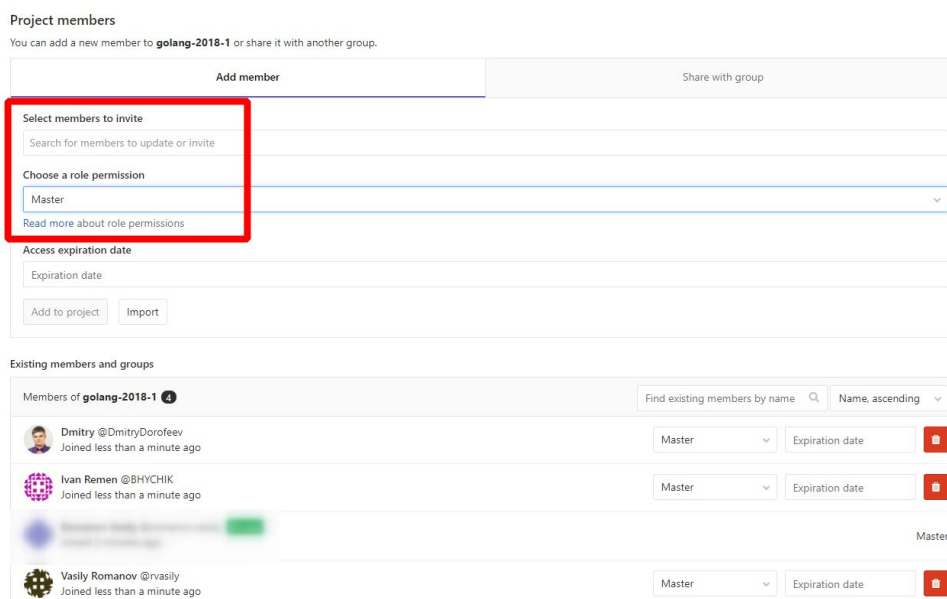 Project members
You can add a new member to golang-2018-1 or share it with another group.
Add member
Share with group
Select members to invite
Search for members to update or invite
Choose a role permission
Master
Read more about role permissions
Access expiration date
Expiration date
Add to project
Import
Existing members and groups
Members of golang-2018-1 4
Find existing members by name
Name, ascending
Dmitry @DmitryDorofeev
Joined less than a minute ago
Master
Expiration date
Ivan Remen @BHYCHIK
Joined less than a minute ago
Master
Expiration date
Master
Vasily Romanov @rvasily
Joined less than a minute ago
Master
Expiration date